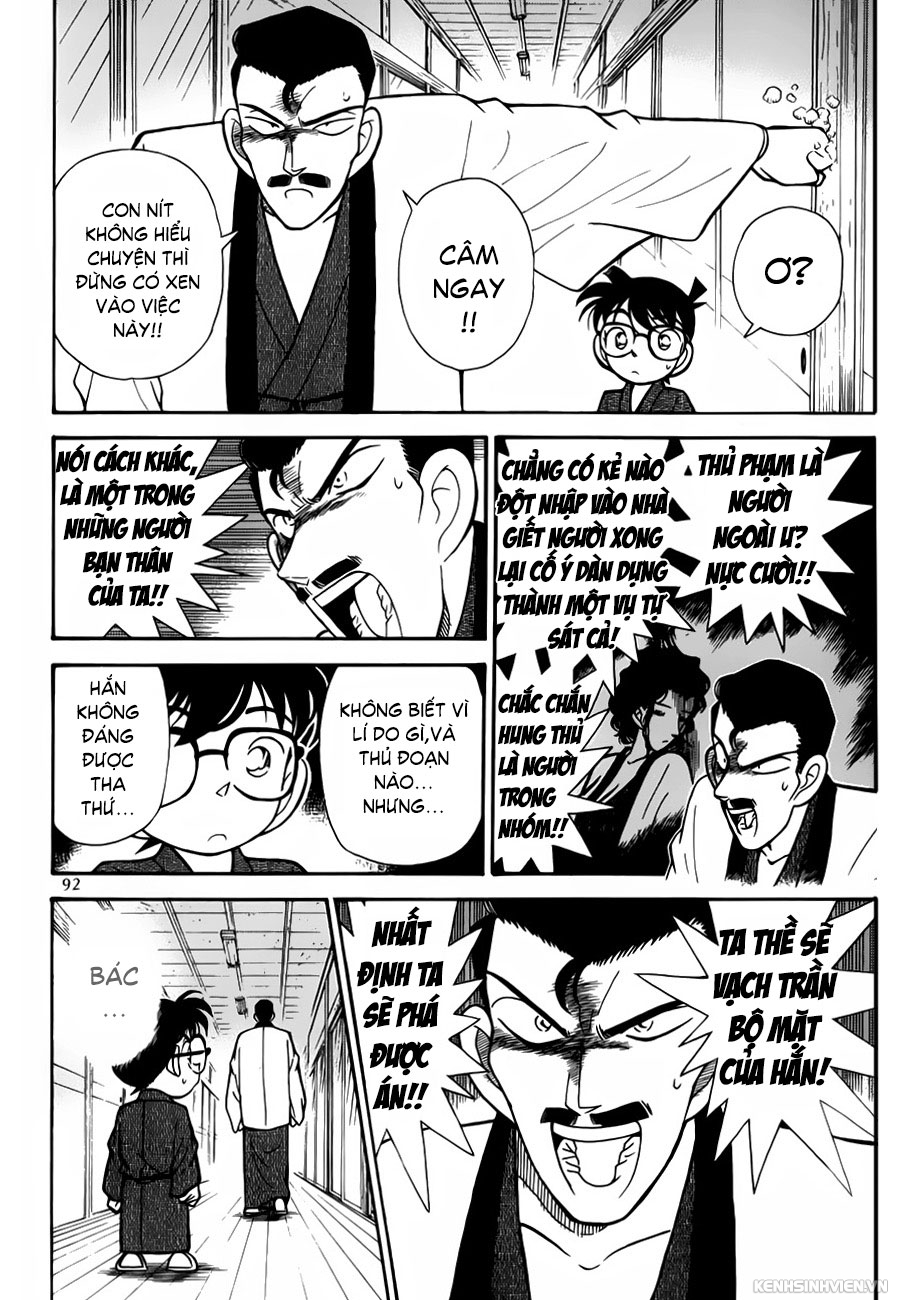 Ơ?
CÂM
NGAY
!!
CON NÍT
KHÔNG HIỂU
CHUYỆN THÌ
ĐỪNG CÓ XEN
VÀO VIỆC
NÀY!!
THỦ PHẠM LÀ
NGƯỜI
NGOÀI Ư?
NỰC CƯỜI!!
CHẲNG CÓ KẺ NÀO
ĐỘT NHẬP VÀO NHÀ
GIẾT NGƯỜI XONG
LẠI CỐ Ý DÀN DỰNG
THÀNH MỘT VỤ TỰ
SÁT CẢ!
CHẮC CHẮN
HUNG THỦ
LÀ NGƯỜI
TRONG
NHÓM!!
NÓI CÁCH KHÁC,
LÀ MỘT TRONG
NHỮNG NGƯỜI
BẠN THÂN
CỦA TA!!
KHÔNG BIẾT VÌ
LÍ DO GÌ,VÀ
THỦ ĐOẠN
NÀO...
NHƯNG...
HẮN
KHÔNG
ĐÁNG
ĐƯỢC
THA
THỨ...
92
TA THỀ SẼ
VẠCH TRẦN
BỘ MẶT
CỦA HẮN!
NHẤT
ĐỊNH TA
SẼ PHÁ
ĐƯỢC
ÁN!!
BÁC
...
KENHSINHVIEN.VN